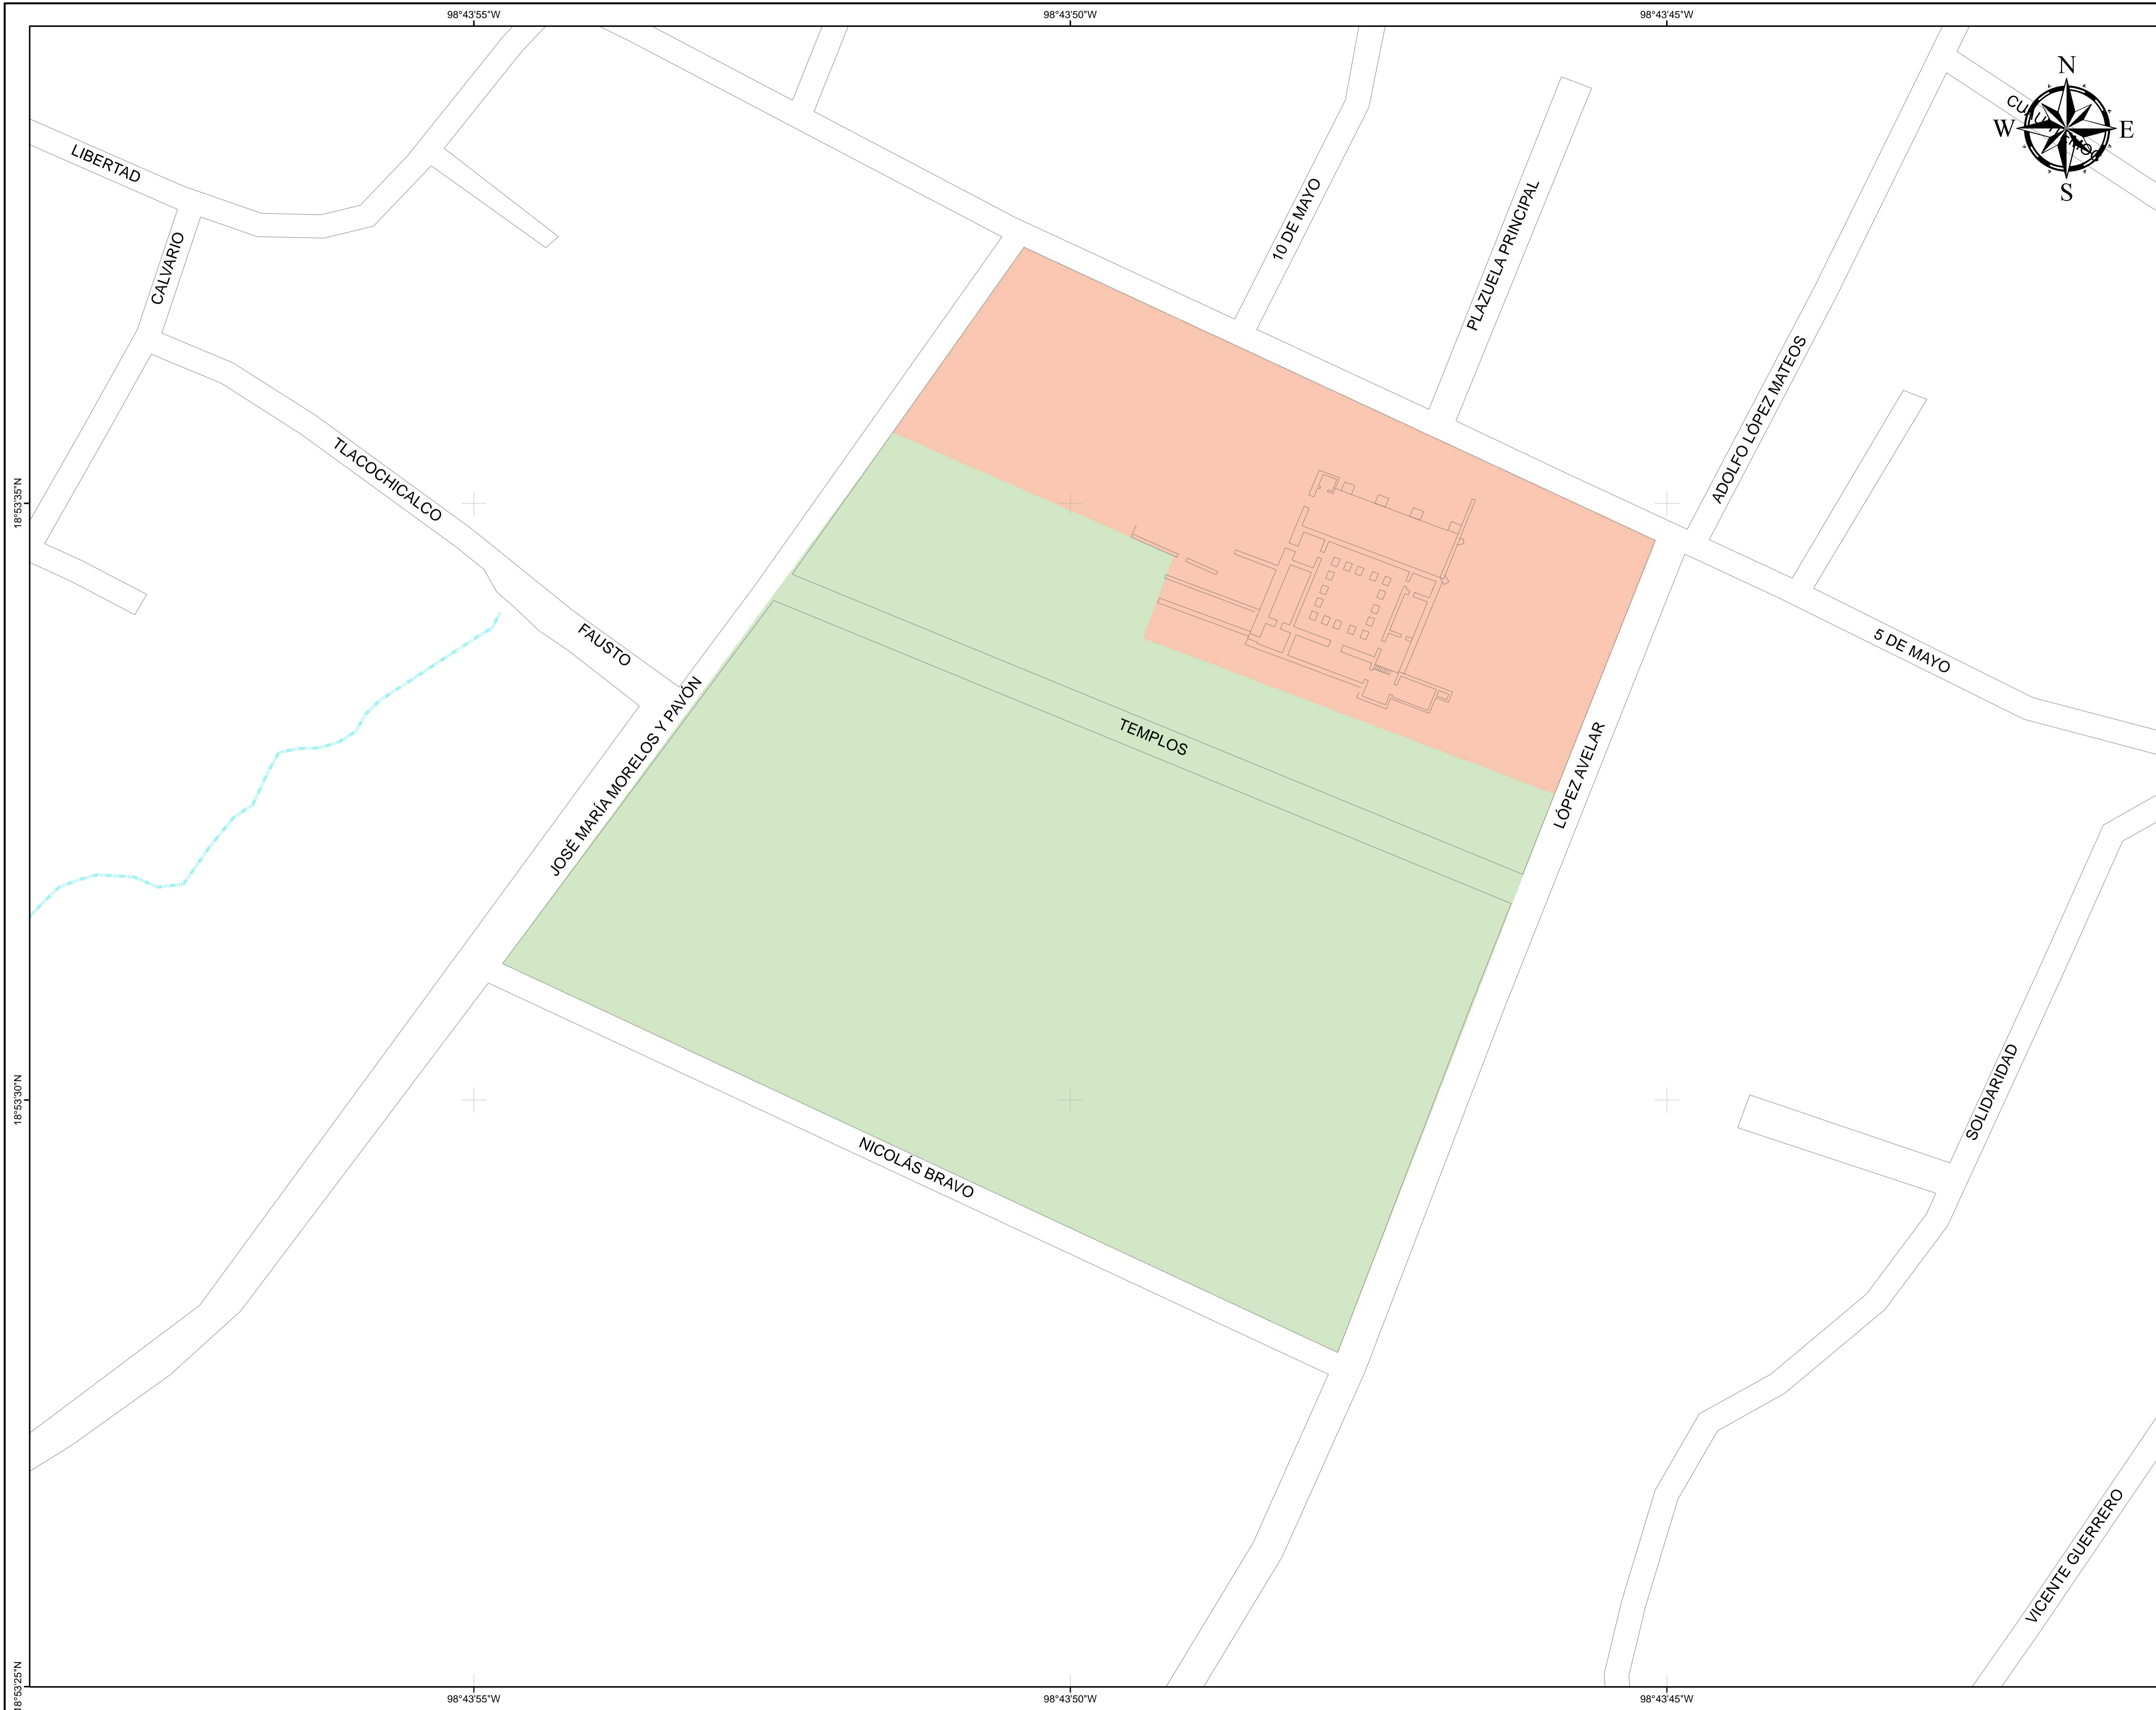 98°43'55"W
98°43'50"W
98°43'45"W
N
W
E
S
LIBERTAD
CALVARIO
10 DE MAYO
PLAZUELA PRINCIPAL
ADOLFO LÓPEZ MATEOS
18°53'35"N
TLACOCHICALCO
FAUSTO
5 DE MAYO
JOSÉ MARÍA MORELOS Y PAVÓN
TEMPLOS
LÓPEZ AVELAR
18°53'30"N
SOLIDARIDAD
NICOLÁS BRAVO
VICENTE GUERRERO
18°53'25"N
98°43'55"W
98°43'50"W
98°43'45"W